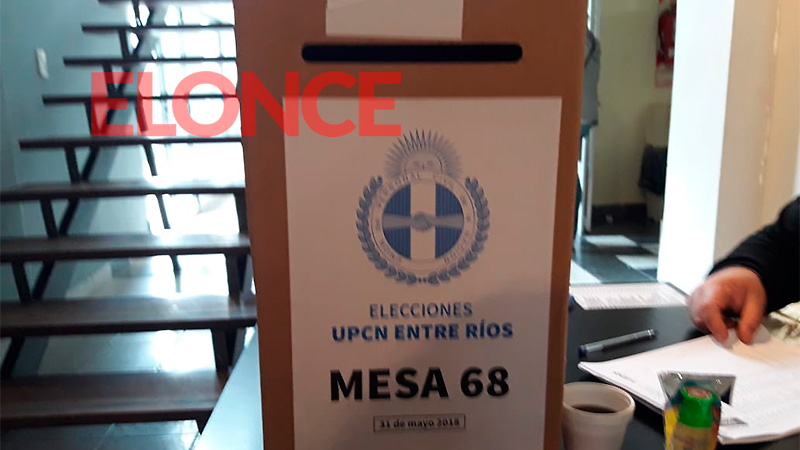 ELONCE
ELECCIONES
UPCN ENTRE RÍOS
MESA 68
31 de mayo 2018